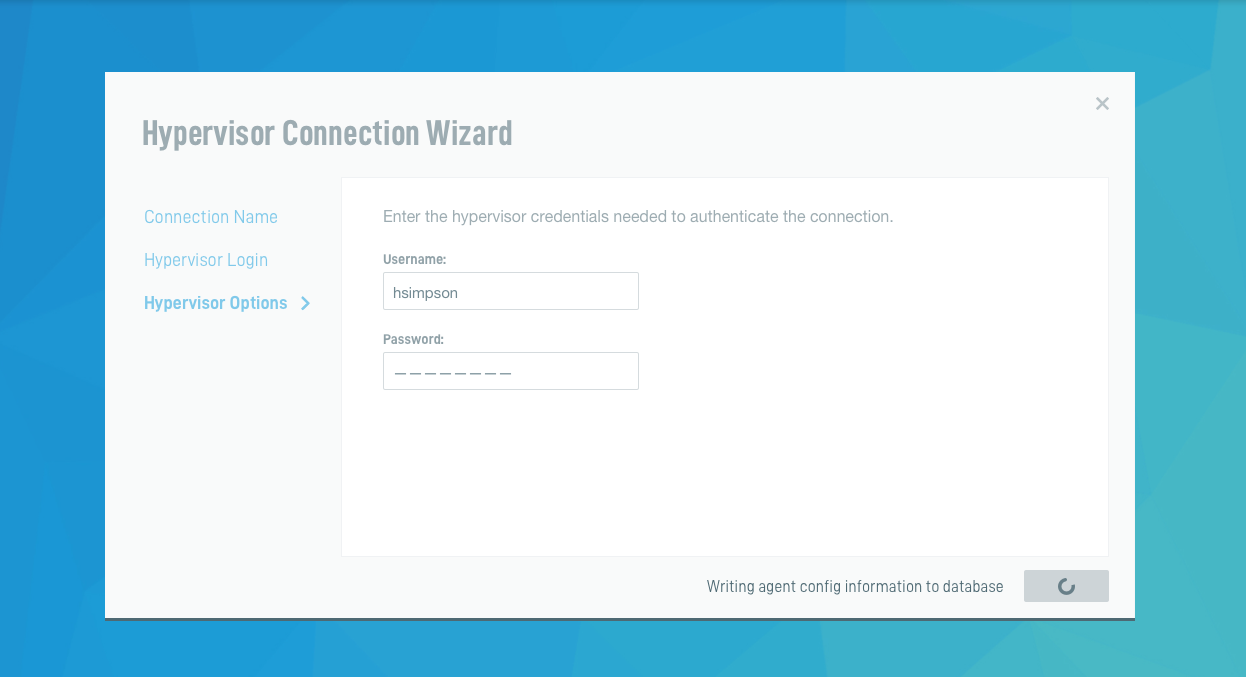 Hypervisor Connection Wizard
Connection Name
Hypervisor Login
Hypervisor Options
Enter the hypervisor credentials needed to authenticate the connection.
Username:
hsimpson
Password:
————————
Writing agent config information to database